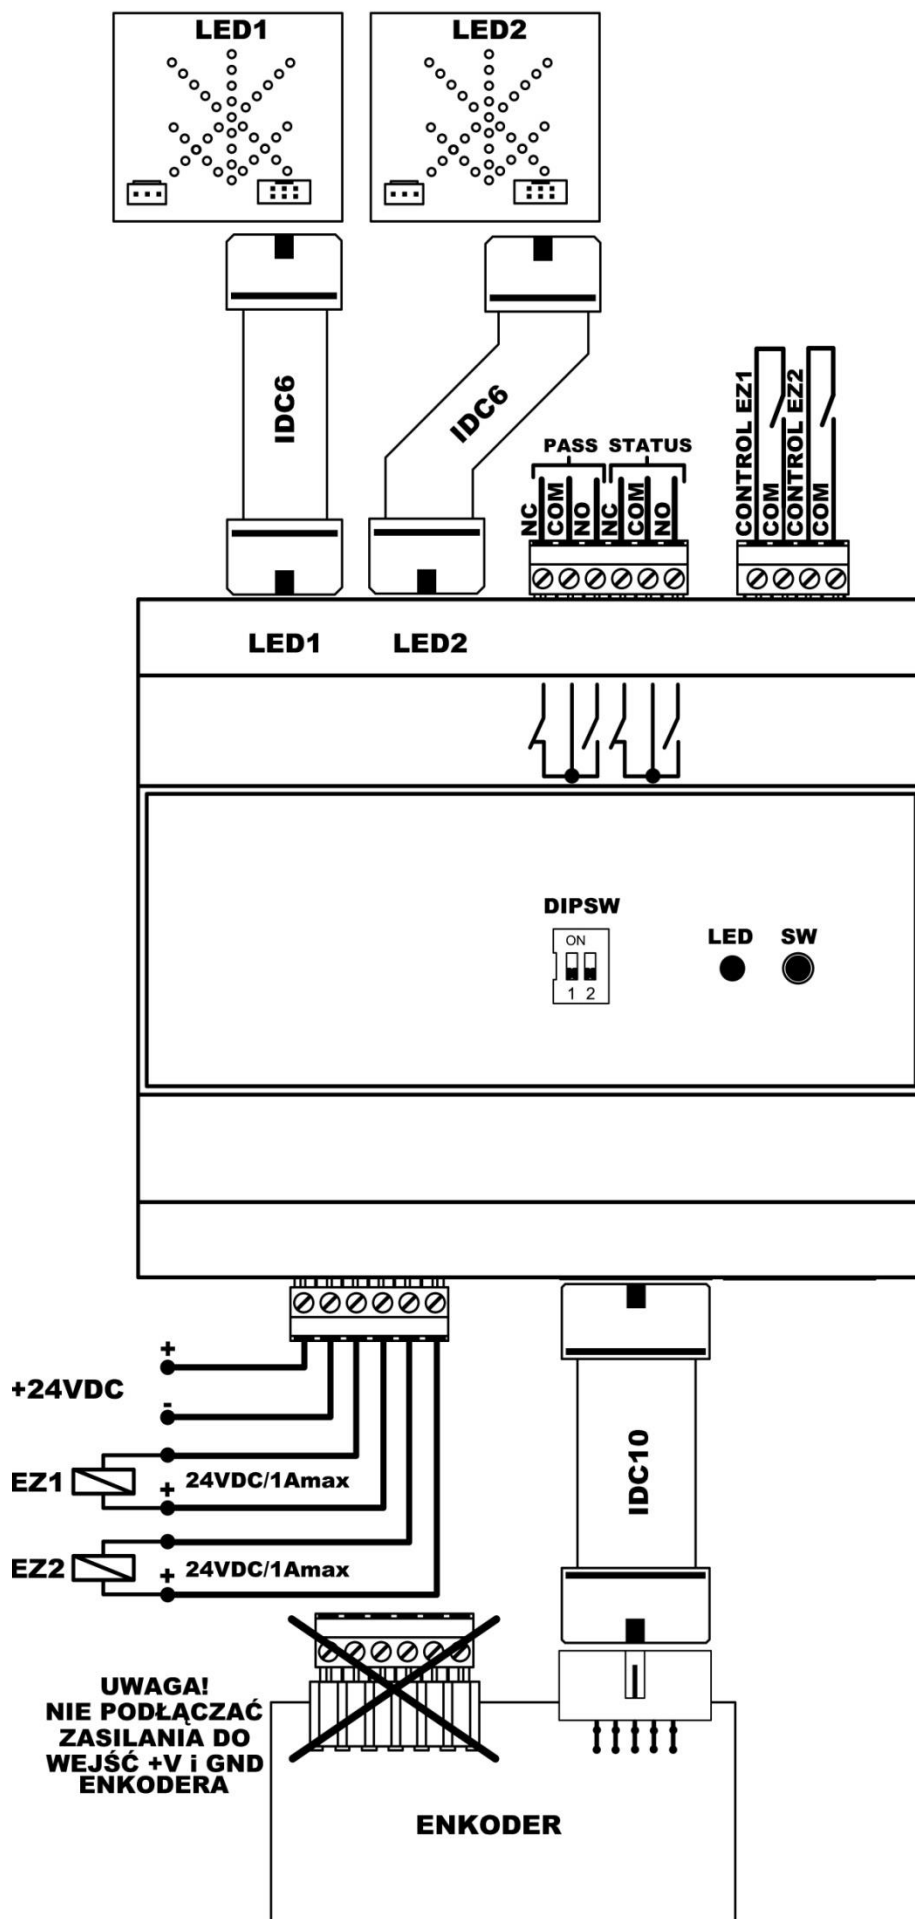 LED1
LED2
IDC6
IDC6
PASS STATUS
NC
COM
NO
NC
COM
NO
CONTROL EZ1
COM
CONTROL EZ2
COM
LED1
LED2
DIPSW
ON
1 2
LED
SW
+
+24VDC
-
EZ1
+
24VDC/1Amax
EZ2
+
24VDC/1Amax
IDC10
UWAGA!
NIE PODŁĄCZAĆ
ZASILANIA DO
WEJŚĆ +V i GND
ENKODERA
ENKODER